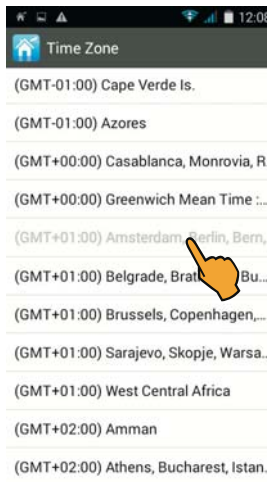 12:08
Time Zone
(GMT-01:00) Cape Verde Is.
(GMT-01:00) Azores
(GMT+00:00) Casablanca, Monrovia, R
(GMT+00:00) Greenwich Mean Time :...
(GMT+01:00) Amsterdam, Berlin, Bern,
(GMT+01:00) Belgrade, Bu...
(GMT+01:00) Brussels, Copenhagen,...
(GMT+01:00) Sarajevo, Skopje, Warsa...
(GMT+01:00) West Central Africa
(GMT+02:00) Amman
(GMT+02:00) Athens, Bucharest, Istan.